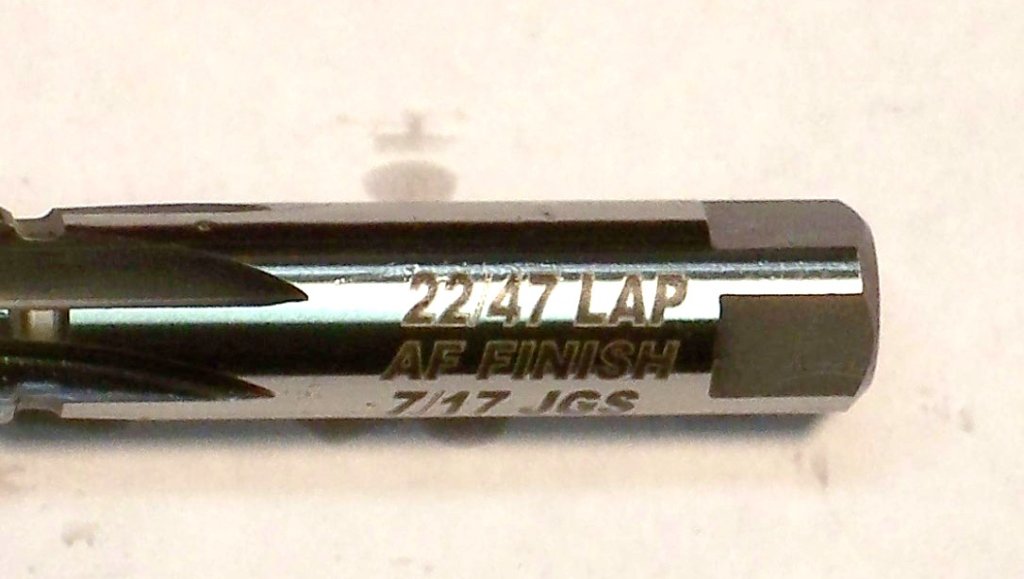 22/47 LAP
AF FINISH
7/17 JGS